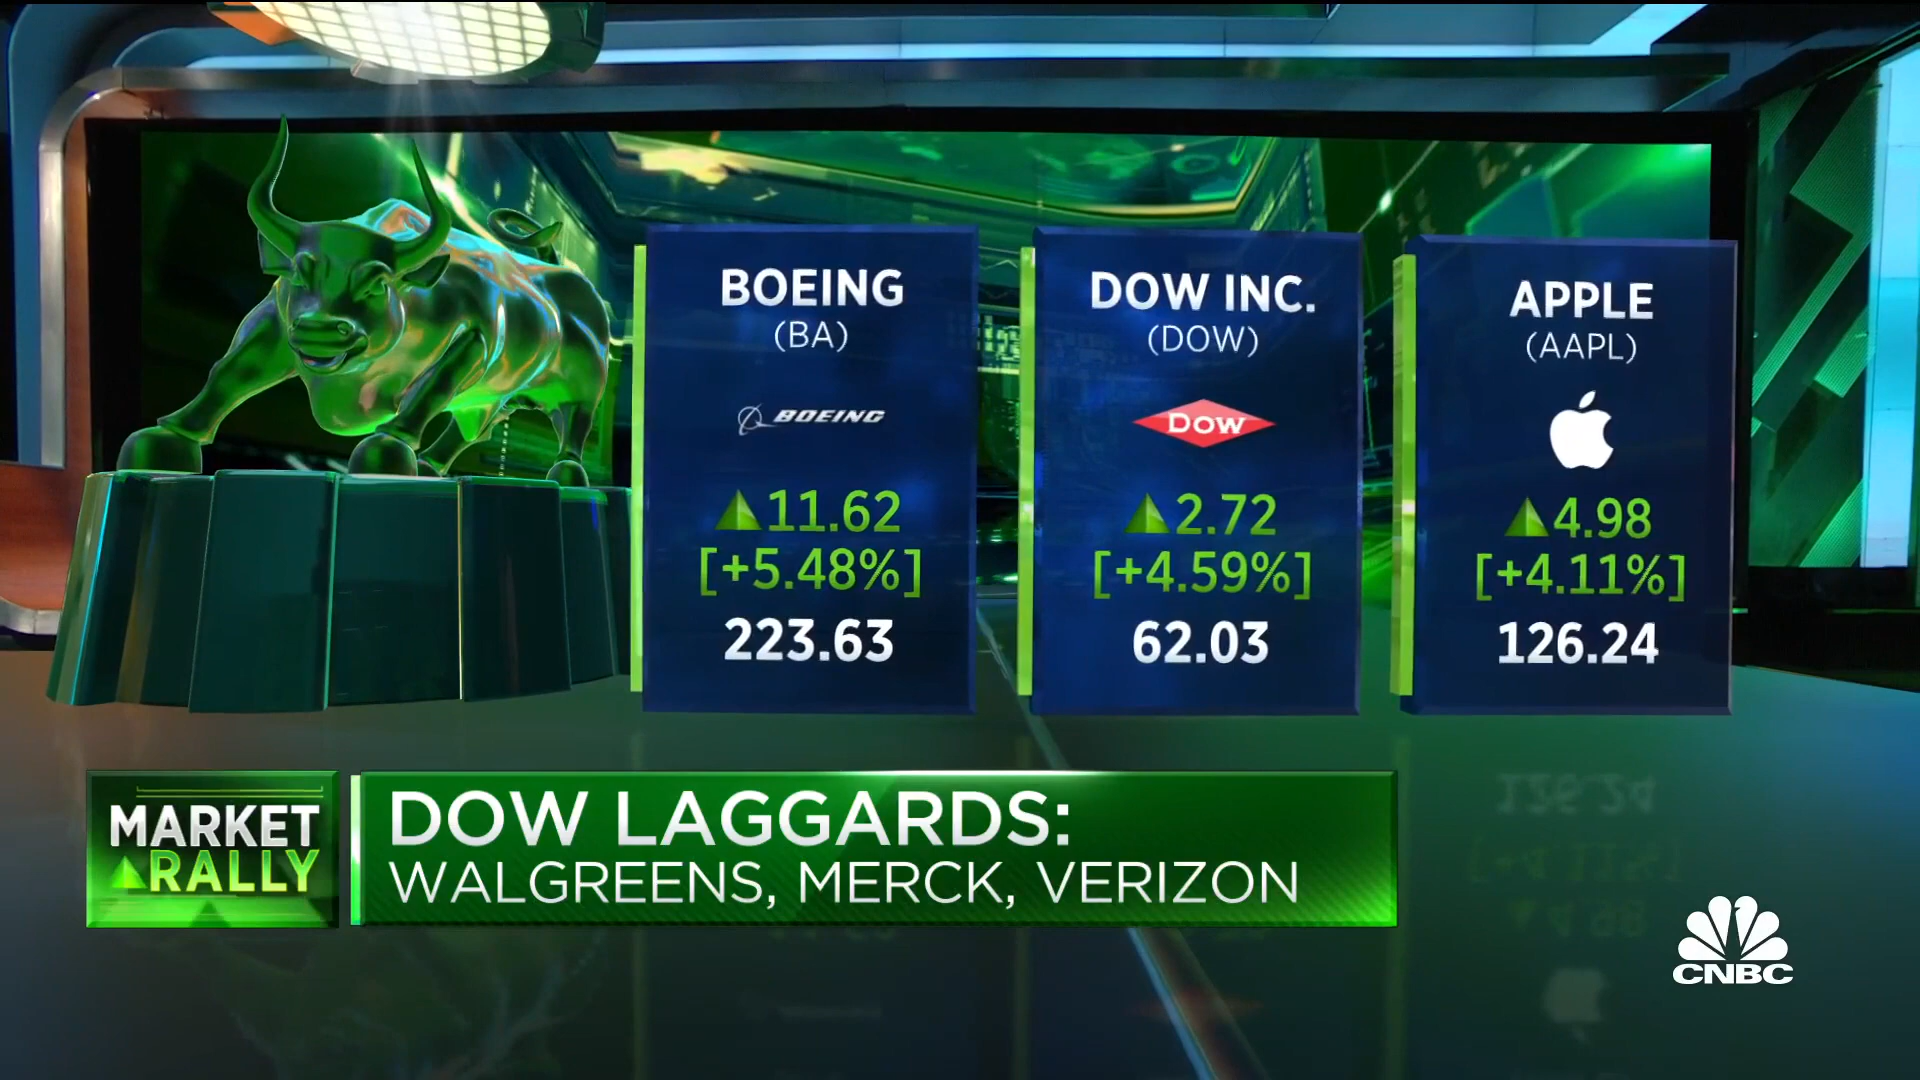 BOEING
(BA)
BOEING
▲11.62
[+5.48%]
223.63
DOW INC.
(DOW)
Dow
▲2.72
[+4.59%]
62.03
APPLE
(AAPL)
▲4.98
[+4.11%]
126.24
MARKET
▲RALLY
DOW LAGGARDS:
WALGREENS, MERCK, VERIZON
CNBC